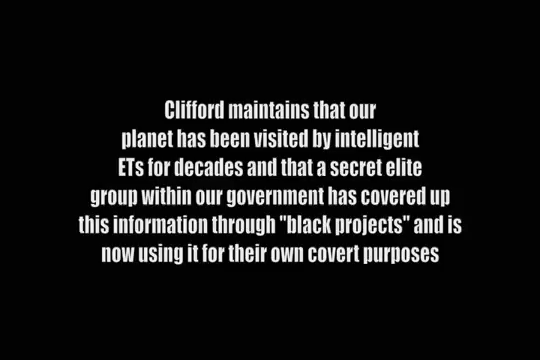 Clifford maintains that our
planet has been visited by intelligent
ETs for decades and that a secret elite
group within our government has covered up
this information through "black projects" and is
now using it for their own covert purposes